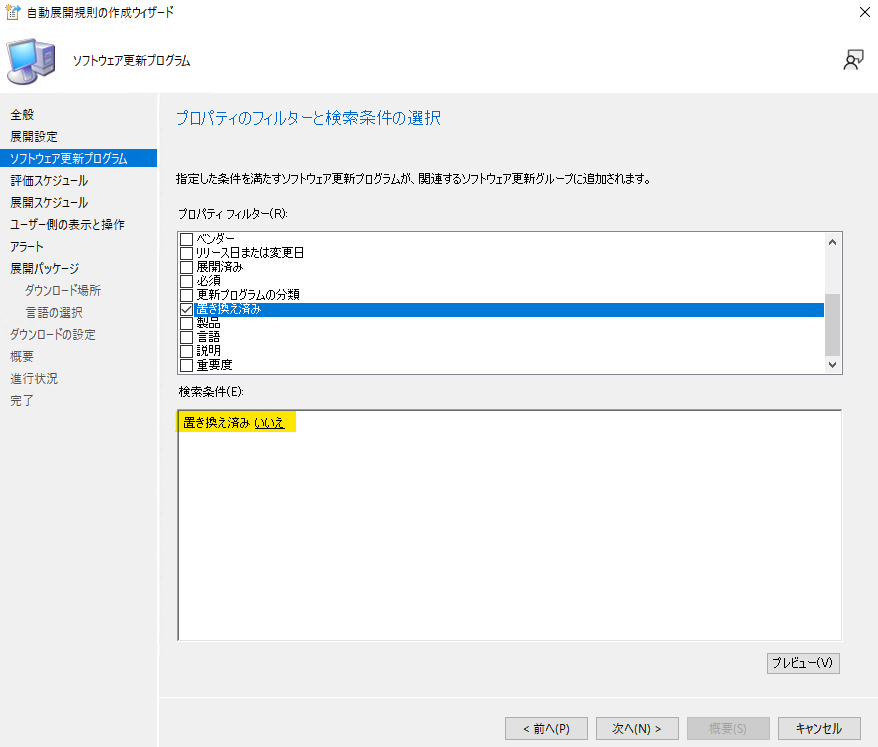 自動展開規則の作成ウィザード
ソフトウェア更新プログラム
全般
展開設定
ソフトウェア更新プログラム
評価スケジュール
展開スケジュール
ユーザー側の表示と操作
アラート
展開パッケージ
ダウンロード場所
言語の選択
ダウンロードの設定
概要
進行状況
完了
プロパティのフィルターと検索条件の選択
指定した条件を満たすソフトウェア更新プログラムが、関連するソフトウェア更新グループに追加されます。
プロパティ フィルター(R):
ベンダー
リリース日または変更日
展開済み
必須
更新プログラムの分類
置き換え済み
製品
言語
説明
重要度
検索条件(E):
置き換え済み いいえ
プレビュー(V)
< 前へ(P)
次へ(N) >
概要(S)
キャンセル